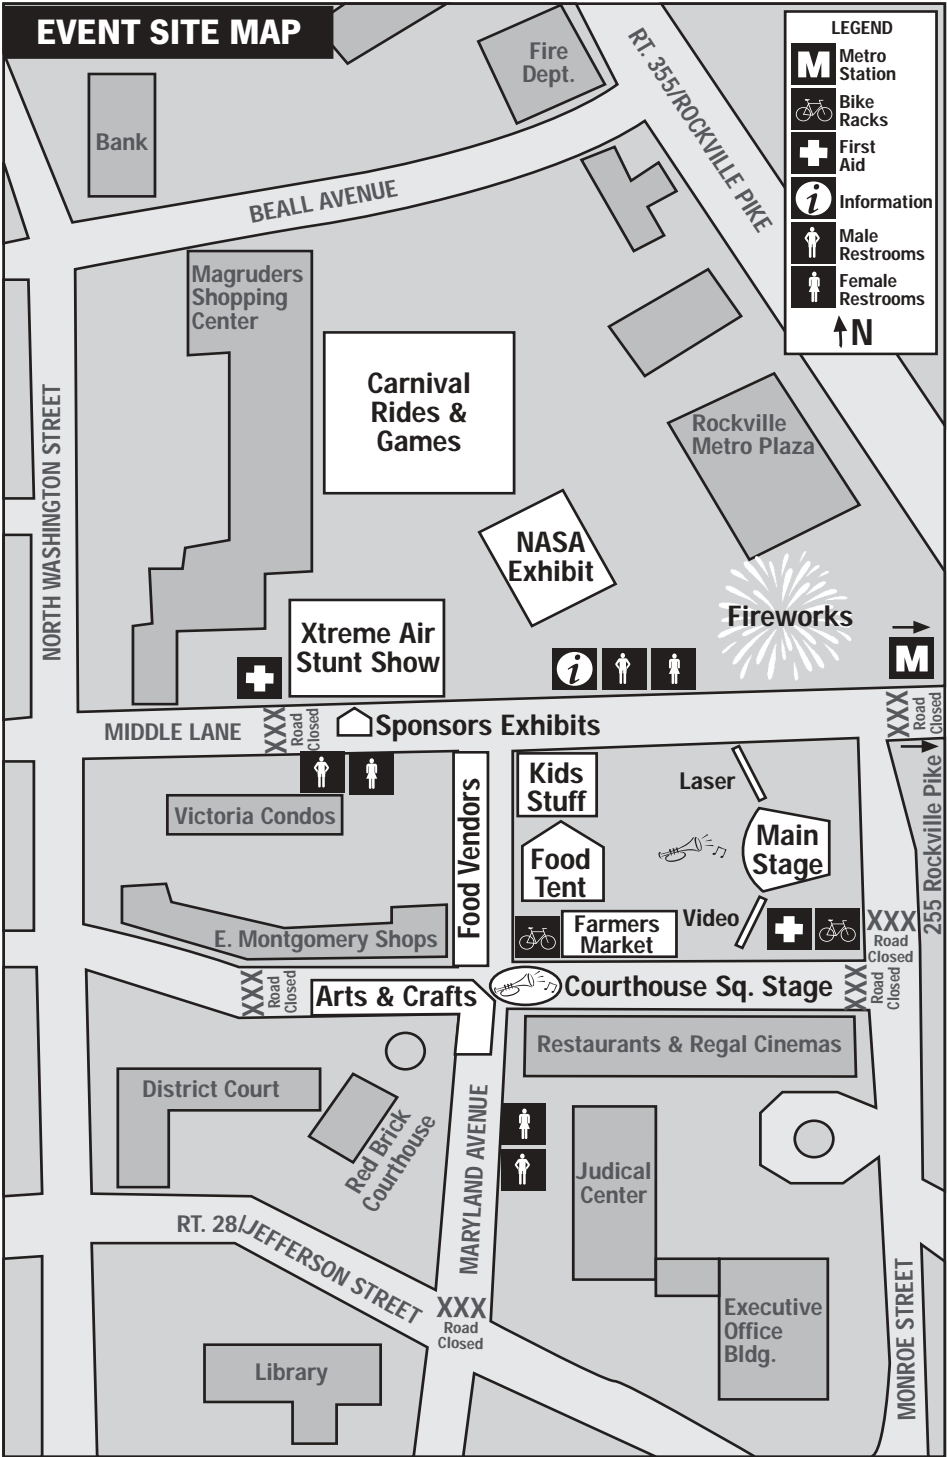 EVENT SITE MAP
LEGEND
M
Metro
Station
Bike
Racks
First
Aid
i
Information
Male
Restrooms
Female
Restrooms
N
Fire
Dept.
RT. 355/ROCKVILLE PIKE
Bank
BEALL AVENUE
Magruders
Shopping
Center
Carnival
Rides &
Games
NORTH WASHINGTON STREET
Rockville
Metro Plaza
NASA
Exhibit
Fireworks
Xtreme Air
Stunt Show
i
M
MIDDLE LANE
XXX
Road
Closed
Sponsors Exhibits
XXX
Road
Closed
Victoria Condos
Food Vendors
Kids
Stuff
Laser
Main
Stage
Food
Tent
255 Rockville Pike
E. Montgomery Shops
Farmers
Market
Video
XXX
Road
Closed
XXX
Road
Closed
Arts & Crafts
Courthouse Sq. Stage
XXX
Road
Closed
Restaurants & Regal Cinemas
District Court
Red Brick
Courthouse
MARYLAND AVENUE
Judical
Center
RT. 28/JEFFERSON STREET
XXX
Road
Closed
Executive
Office
Bldg.
MONROE STREET
Library